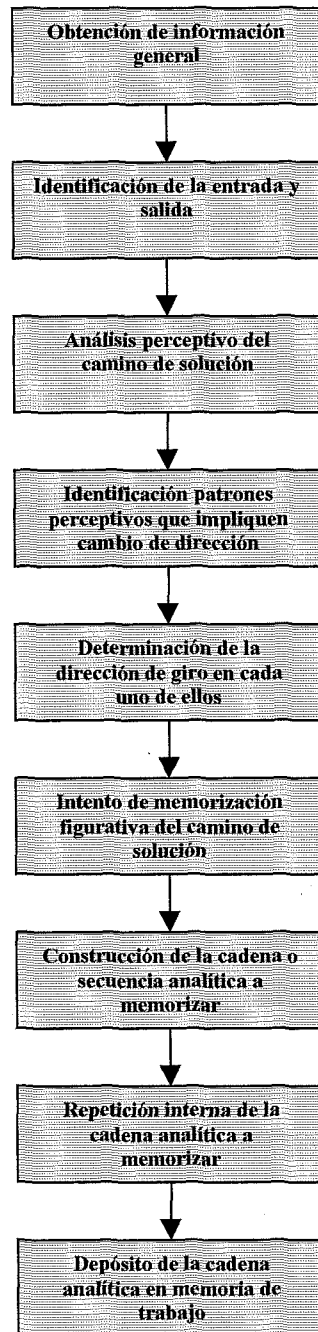 Obtención de información
general
Identificación de la entrada y
salida
Análisis perceptivo del
camino de solución
Identificación patrones
perceptivos que impliquen
cambio de dirección
Determinación de la
dirección de giro en cada
uno de ellos
Intento de memorización
figurativa del camino de
solución
Construcción de la cadena o
secuencia analítica a
memorizar
Repetición interna de la
cadena analítica a
memorizar
Depósito de la cadena
analítica en memoria de
trabajo